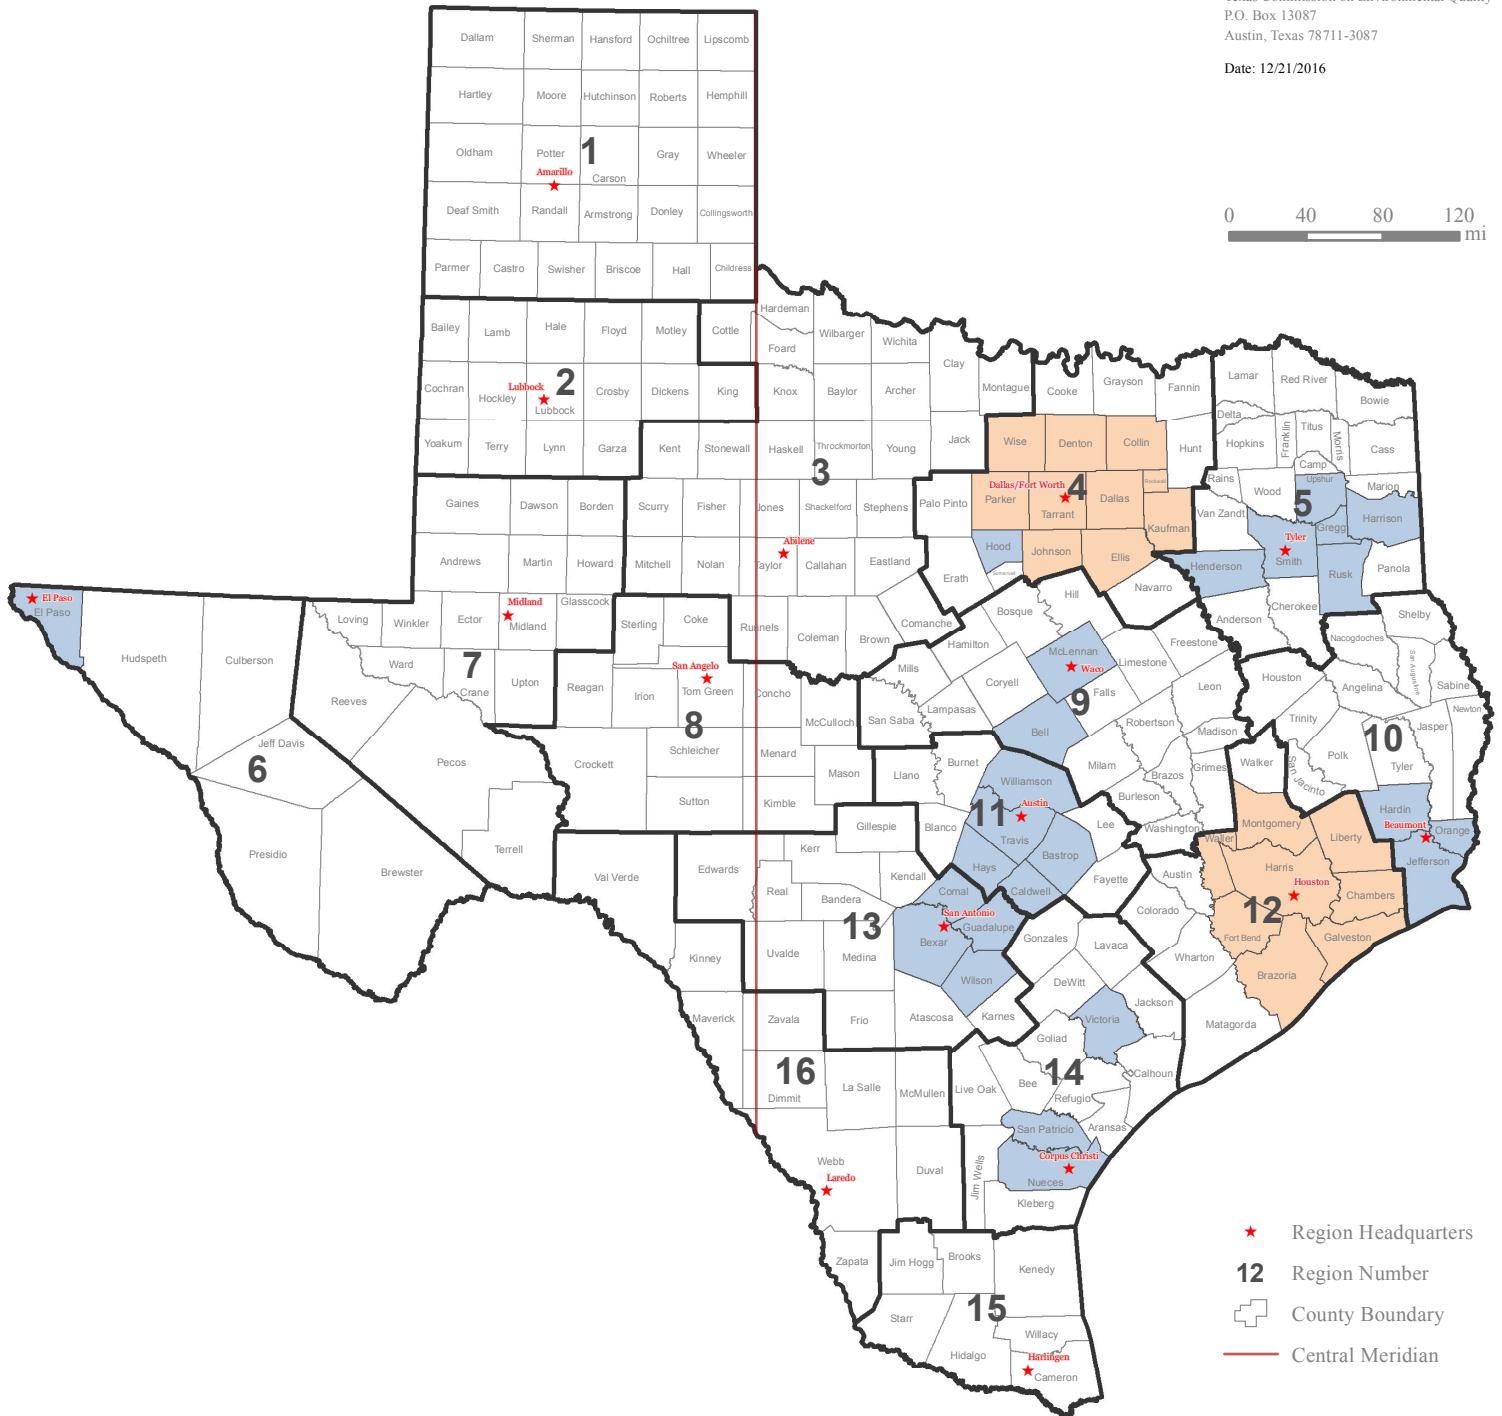 Texas Commission on Environmental Quality
P.O. Box 13087
Austin, Texas 78711-3087
Date: 12/21/2016
0 40 80 120
mi
Dallam Sherman Hansford Ochiltree Lipscomb
Hartley Moore Hutchinson Roberts Hemphill
Oldham Potter 1 Gray Wheeler
Amarillo Carson
Deaf Smith Randall Armstrong Donley Collingsworth
Parmer Castro Swisher Briscoe Hall Childress
Hardeman
Bailey Lamb Hale Floyd Motley Cottle Foard Wilbarger Wichita Clay
Montague Cooke Grayson Fannin Lamar Red River Bowie
Cochran Hockley Lubbock 2 Lubbock Crosby Dickens King Knox Baylor Archer
Delta Hopkins Franklin Titus Morris Cass
Yoakum Terry Lynn Garza Kent Stonewall Haskell Throckmorton Young Jack Wise Denton Collin Hunt
3
Camp Rains Wood Upshur Marion
Gaines Dawson Borden Scurry Fisher Jones Shackelford Stephens Palo Pinto Dallas/Fort Worth Parker 4 Tarrant Dallas Rockwall Kaufman Van Zandt 5 Gregg Harrison
Andrews Martin Howard Mitchell Nolan Abilene Taylor Callahan Eastland Erath Hood Somervell Johnson Ellis Henderson Tyler Smith Rusk Panola
El Paso
El Paso Hudspeth Culberson Loving Winkler Ector Midland Midland Glasscock Sterling Coke Runnels Coleman Brown Comanche Bosque Hill Navarro Anderson Cherokee Shelby
Hamilton McLennan Waco Limestone Freestone Nacogdoches San Augustine Sabine
Reeves Ward 7 Crane Upton Reagan Irion San Angelo Tom Green Concho McCulloch San Saba Mills Lampasas Coryell Falls 9 Leon Houston Angelina Newton
8
Bell Robertson Madison Trinity Polk 10 Jasper Tyler
6 Jeff Davis Pecos Crockett Schleicher Menard Mason Llano Burnet Williamson Milam Brazos Grimes Walker San Jacinto
Sutton Kimble Burleson Hardin
Presidio Brewster Terrell Val Verde Edwards Kerr Gillespie Blanco 11 Austin Travis Lee Washington Waller Montgomery Liberty Beaumont Orange
Jefferson
Real Bandera Kendall Hays Bastrop Caldwell Fayette Austin Harris Houston Chambers
Comal San Antonio Guadalupe Bexar 13 Colorado 12 Fort Bend Galveston
Kinney Uvalde Medina Wilson Gonzales Lavaca Wharton Brazoria
Maverick Zavala Frio Atascosa Karnes DeWitt Victoria Jackson Matagorda
Goliad
16 Dimmit La Salle McMullen Live Oak Bee 14 Refugio Calhoun
San Patricio Aransas
Webb Laredo Duval Jim Wells Corpus Christi Nueces
Kleberg
Zapata Jim Hogg Brooks Kenedy
15
Starr Hidalgo Willacy
Harlingen
Cameron
Region Headquarters
12 Region Number
County Boundary
Central Meridian